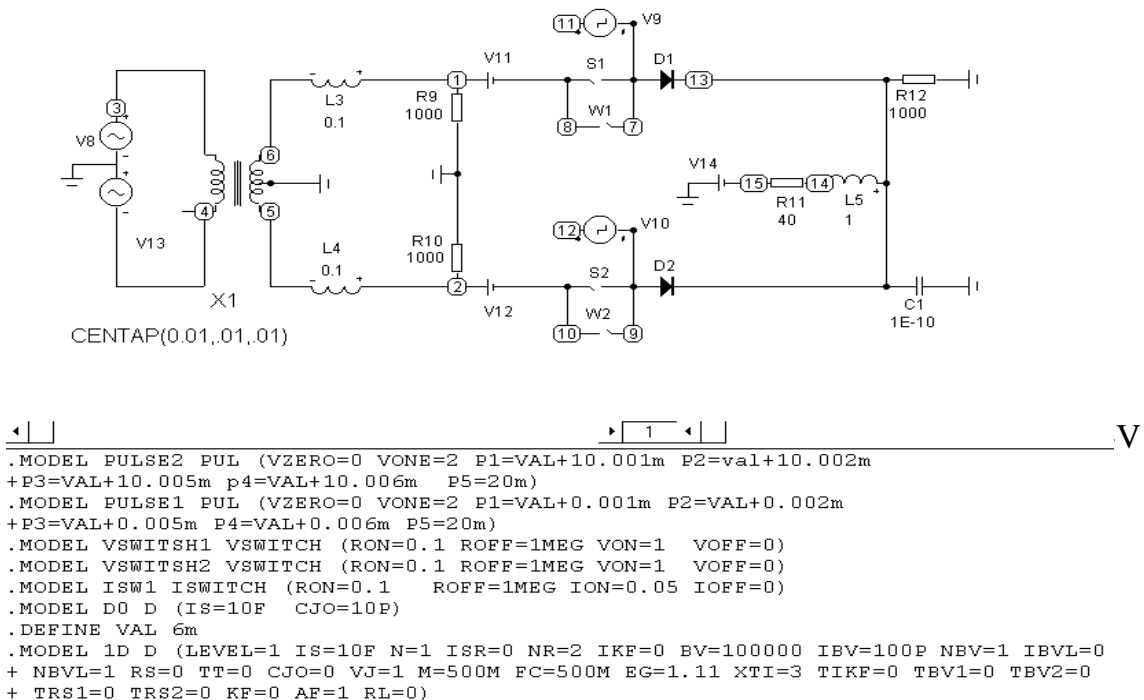 11
V9
V11
S1
D1
13
1
R12
1000
L3
0.1
R9
1000
3
V8
W1
8
7
6
V14
15
14
R11
40
L5
1
4
5
V13
12
V10
R10
1000
L4
0.1
S2
D2
2
X1
V12
W2
10
9
C1
1E-10
CENTAP(0.01,.01,.01)
1
V
.MODEL PULSE2 PUL (VZERO=0 VONE=2 P1=VAL+10.001m P2=val+10.002m
+P3=VAL+10.005m p4=VAL+10.006m P5=20m)
.MODEL PULSE1 PUL (VZERO=0 VONE=2 P1=VAL+0.001m P2=VAL+0.002m
+P3=VAL+0.005m P4=VAL+0.006m P5=20m)
.MODEL VSWITSH1 VSWITCH (RON=0.1 ROFF=1MEG VON=1 VOFF=0)
.MODEL VSWITSH2 VSWITCH (RON=0.1 ROFF=1MEG VON=1 VOFF=0)
.MODEL ISW1 ISWITCH (RON=0.1 ROFF=1MEG ION=0.05 IOFF=0)
.MODEL D0 D (IS=10F CJO=10P)
.DEFINE VAL 6m
.MODEL 1D D (LEVEL=1 IS=10F N=1 ISR=0 NR=2 IKF=0 BV=100000 IBV=100P NBV=1 IBVL=0
+ NBVL=1 RS=0 TT=0 CJO=0 VJ=1 M=500M FC=500M EG=1.11 XTI=3 TIKF=0 TBV1=0 TBV2=0
+ TRS1=0 TRS2=0 KF=0 AF=1 RL=0)